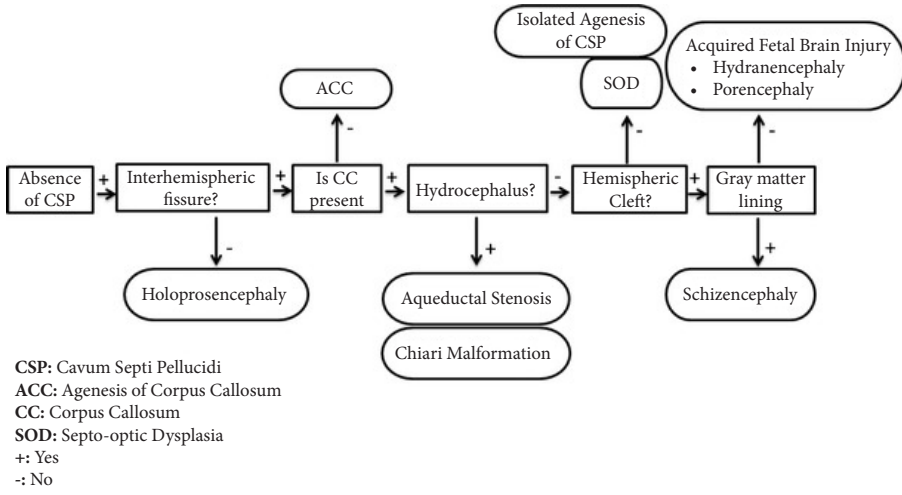 Isolated Agenesis
of CSP
SOD
Acquired Fetal Brain Injury
• Hydranencephaly
• Porencephaly
ACC
-
-
-
Absence
of CSP
+
Interhemispheric
fissure?
+
Is CC
present
+
Hydrocephalus?
-
Hemispheric
Cleft?
+
Gray matter
lining
-
+
+
Holoprosencephaly
Aqueductal Stenosis
Chiari Malformation
Schizencephaly
CSP: Cavum Septi Pellucidi
ACC: Agenesis of Corpus Callosum
CC: Corpus Callosum
SOD: Septo-optic Dysplasia
+: Yes
-: No